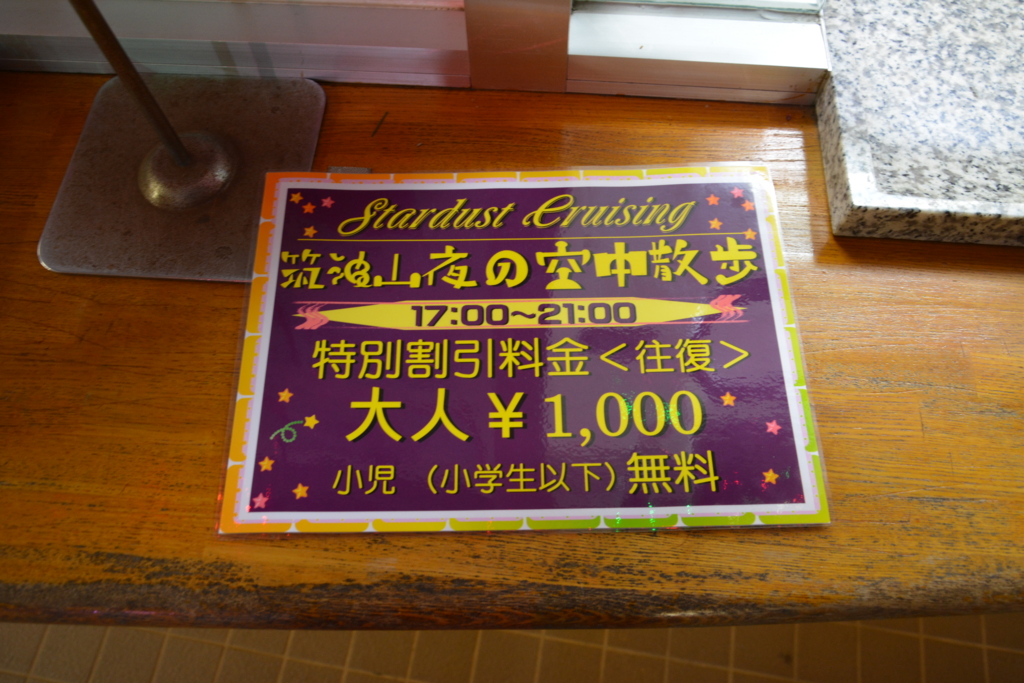 Stardust Cruising
筑波山夜の空中散歩
17:00～21:00
特別割引料金＜往復＞
大人￥1,000
小児（小学生以下）無料